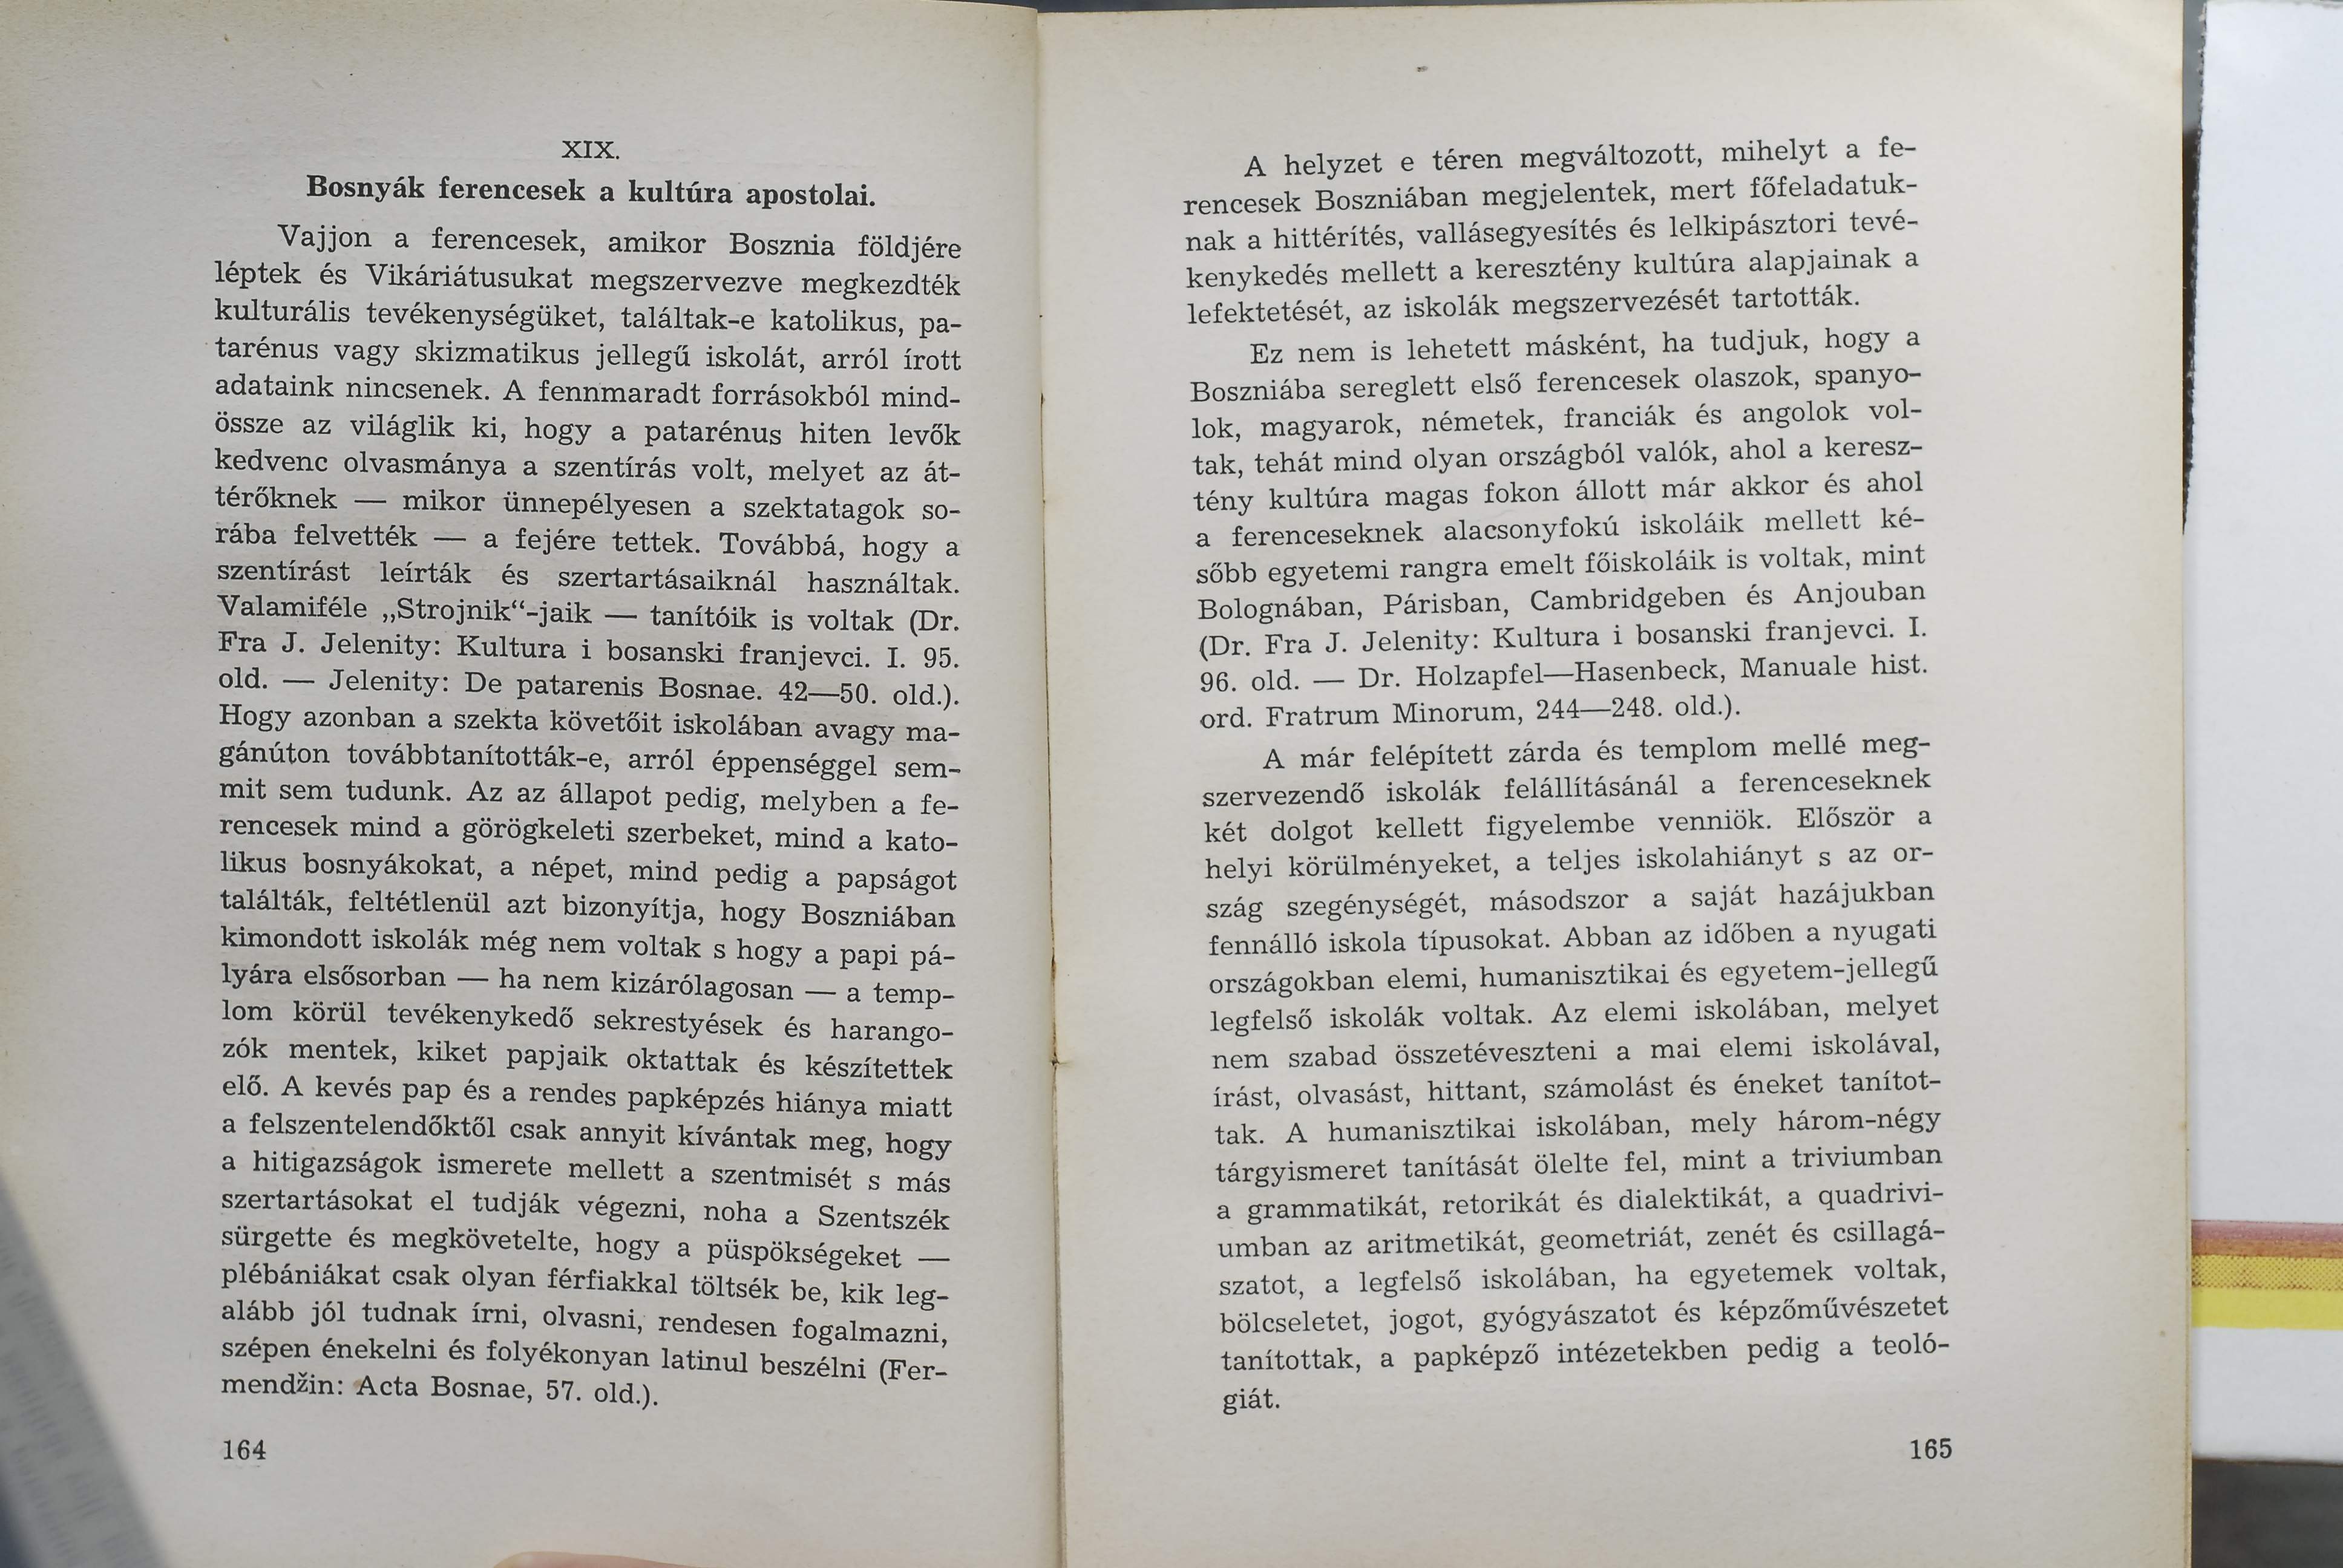 XIX.
Bosnyák ferencesek a kultúra apostolai.
Vajjon a ferencesek, amikor Bosznia földjére
léptek és Vikáriátusukat megszervezve megkezdték
kulturális tevékenységüket, találtak-e katolikus, pa-
tarénus vagy skizmatikus jellegű iskolát, arról írott
adataink nincsenek. A fennmaradt forrásokból mind-
össze az világlik ki, hogy a patarénus hiten levők
kedvenc olvasmánya a szentírás volt, melyet az át-
térőknek — mikor ünnepélyesen a szektatagok so-
rába felvették — a fejére tettek. Továbbá, hogy a
szentírást leírták és szertartásaiknál használtak.
Valamiféle „Strojnik“-jaik — tanítóik is voltak (Dr.
Fra J. Jelenity: Kultura i bosanski franjevci. I. 95.
old. — Jelenity: De patarenis Bosnae. 42—50. old.).
Hogy azonban a szekta követőit iskolában avagy ma-
gánúton továbbtanították-e, arról éppenséggel sem-
mit sem tudunk. Az az állapot pedig, melyben a fe-
rencesek mind a görögkeleti szerbeket, mind a kato-
likus bosnyákokat, a népet, mind pedig a papságot
találták, feltétlenül azt bizonyítja, hogy Boszniában
kimondott iskolák még nem voltak s hogy a papi pá-
lyára elsősorban — ha nem kizárólagosan — a temp-
lom körül tevékenykedő sekrestyések és harango-
zók mentek, kiket papjaik oktattak és készítettek
elő. A kevés pap és a rendes papképzés hiánya miatt
a felszentelendőktől csak annyit kívántak meg, hogy
a hitigazságok ismerete mellett a szentmisét s más
szertartásokat el tudják végezni, noha a Szentszék
sürgette és megkövetelte, hogy a püspökségeket —
plébániákat csak olyan férfiakkal töltsék be, kik leg-
alább jól tudnak írni, olvasni, rendesen fogalmazni,
szépen énekelni és folyékonyan latinul beszélni (Fer-
mendžin: Acta Bosnae, 57. old.).
164
A helyzet e téren megváltozott, mihelyt a fe-
rencesek Boszniában megjelentek, mert főfeladatuk-
nak a hittérítés, vallásegyesítés és lelkipásztori tevé-
kenykedés mellett a keresztény kultúra alapjainak a
lefektetését, az iskolák megszervezését tartották.
Ez nem is lehetett másként, ha tudjuk, hogy a
Boszniába sereglett első ferencesek olaszok, spanyo-
lok, magyarok, németek, franciák és angolok vol-
tak, tehát mind olyan országból valók, ahol a keresz-
tény kultúra magas fokon állott már akkor és ahol
a ferenceseknek alacsonyfokú iskoláik mellett ké-
sőbb egyetemi rangra emelt főiskoláik is voltak, mint
Bolognában, Párisban, Cambridgeben és Anjouban
(Dr. Fra J. Jelenity: Kultura i bosanski franjevci. I.
96. old. — Dr. Holzapfel—Hasenbeck, Manuale hist.
ord. Fratrum Minorum, 244—248. old.).
A már felépített zárda és templom mellé meg-
szervezendő iskolák felállításánál a ferenceseknek
két dolgot kellett figyelembe venniök. Először a
helyi körülményeket, a teljes iskolahiányt s az or-
szág szegénységét, másodszor a saját hazájukban
fennálló iskola típusokat. Abban az időben a nyugati
országokban elemi, humanisztikai és egyetem-jellegű
legfelső iskolák voltak. Az elemi iskolában, melyet
nem szabad összetéveszteni a mai elemi iskolával,
írást, olvasást, hittant, számolást és éneket tanítot-
tak. A humanisztikai iskolában, mely három-négy
tárgyismeret tanítását ölelte fel, mint a triviumban
a grammatikát, retorikát és dialektikát, a quadrivi-
umban az aritmetikát, geometriát, zenét és csillagá-
szatot, a legfelső iskolában, ha egyetemek voltak,
bölcseletet, jogot, gyógyászatot és képzőművészetet
tanítottak, a papképző intézetekben pedig a teoló-
giát.
165